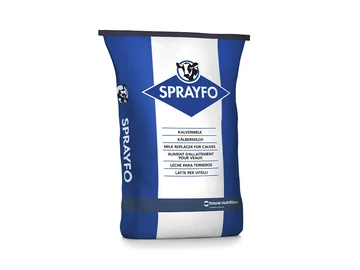 SPRAYFO
SPRAYFO
KALVERMELK
KÄLBERMILCH
MILK REPLACER FOR CALVES
ALIMENT D'ALLAITEMENT
POUR VEAUX
LECHE PARA TERNEROS
LATTE PER VITELLI
trouw nutrition